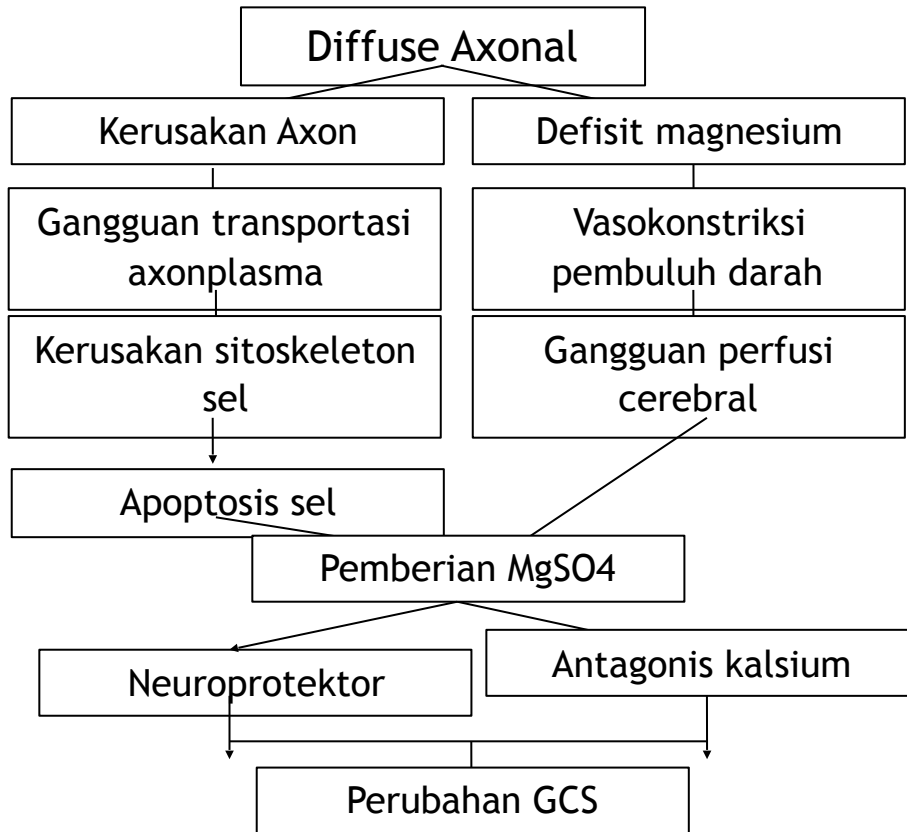 Diffuse Axonal
Kerusakan Axon
Defisit magnesium
Gangguan transportasi
axonplasma
Vasokonstriksi
pembuluh darah
Kerusakan sitoskeleton
sel
Gangguan perfusi
cerebral
Apoptosis sel
Pemberian MgSO4
Neuroprotektor
Antagonis kalsium
Perubahan GCS